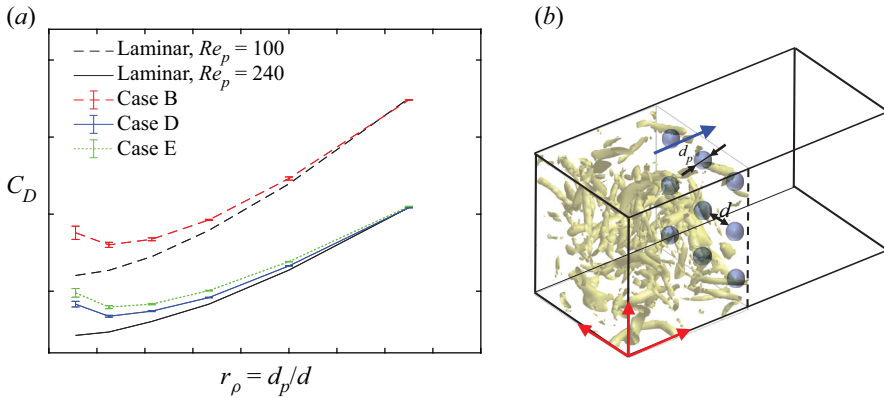 (a)
Laminar, Re_p = 100
Laminar, Re_p = 240
Case B
Case D
Case E
C_D
r_ρ = d_p/d
(b)
d_p
d